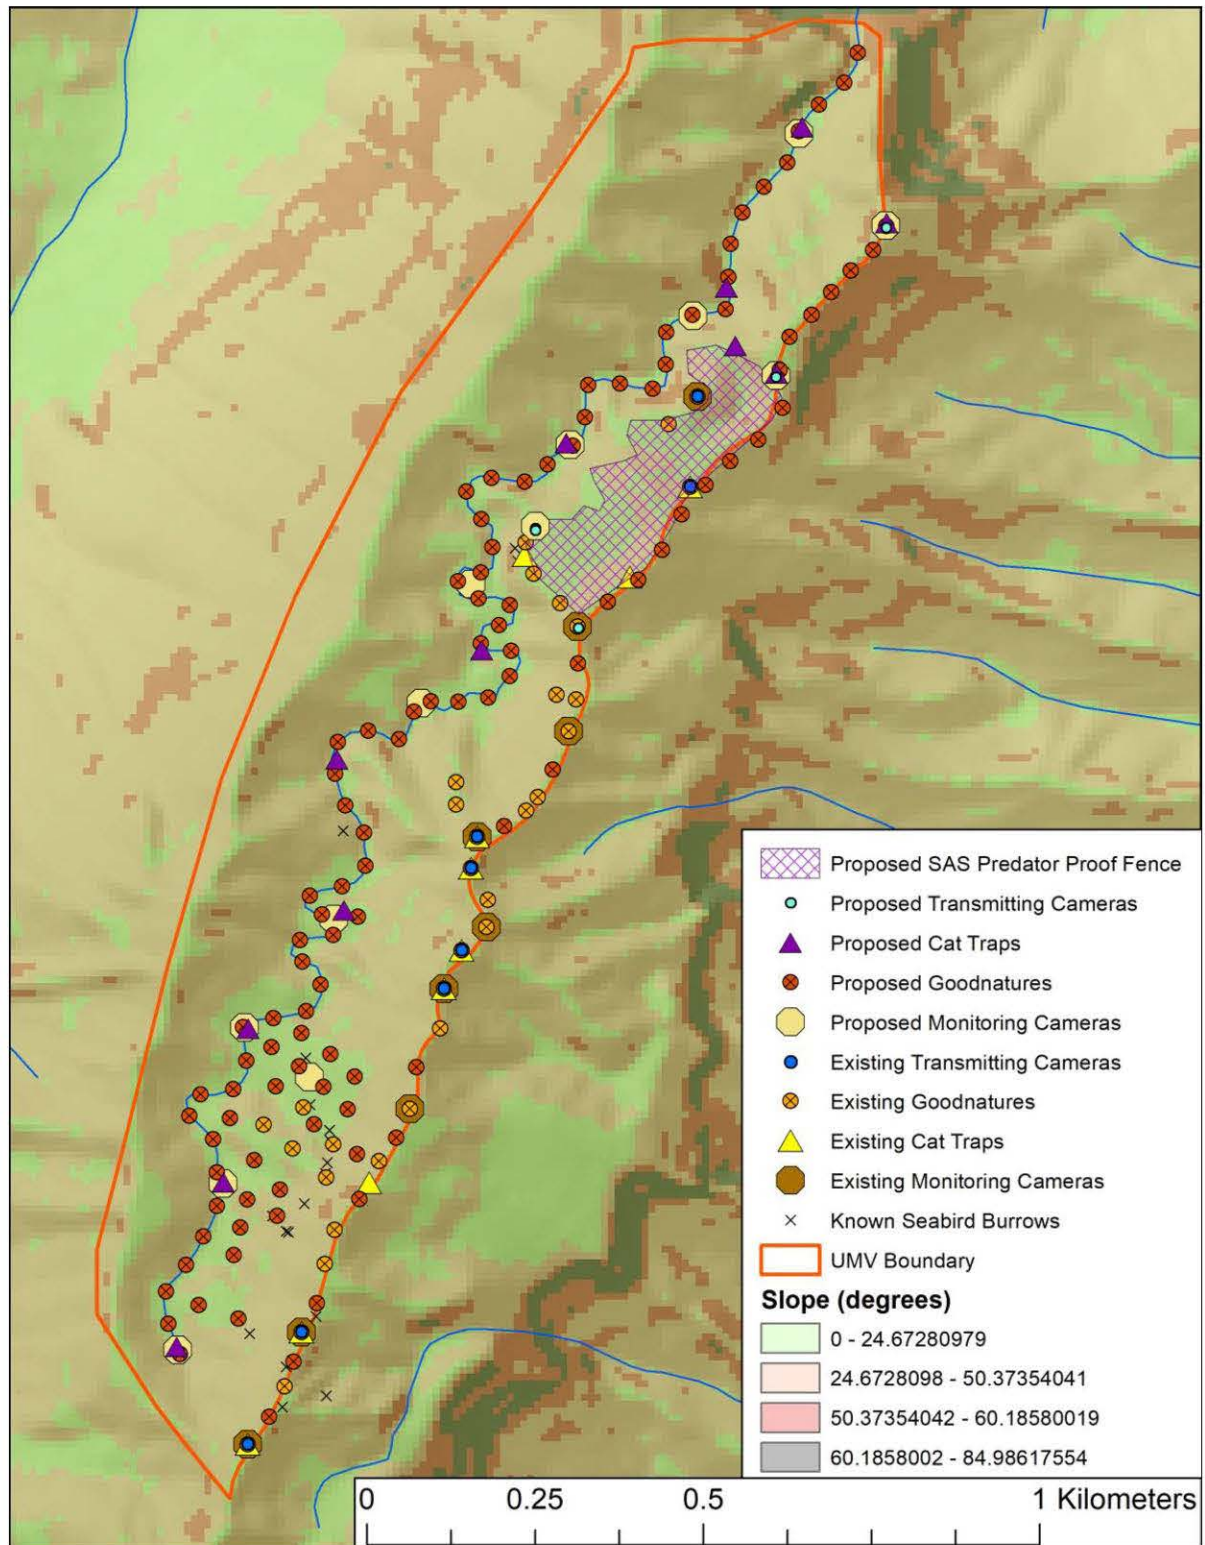 Proposed SAS Predator Proof Fence
Proposed Transmitting Cameras
Proposed Cat Traps
Proposed Goodnatures
Proposed Monitoring Cameras
Existing Transmitting Cameras
Existing Goodnatures
Existing Cat Traps
Existing Monitoring Cameras
Known Seabird Burrows
UMV Boundary
Slope (degrees)
0 - 24.67280979
24.6728098 - 50.37354041
50.37354042 - 60.18580019
60.1858002 - 84.98617554
0 0.25 0.5 1 Kilometers